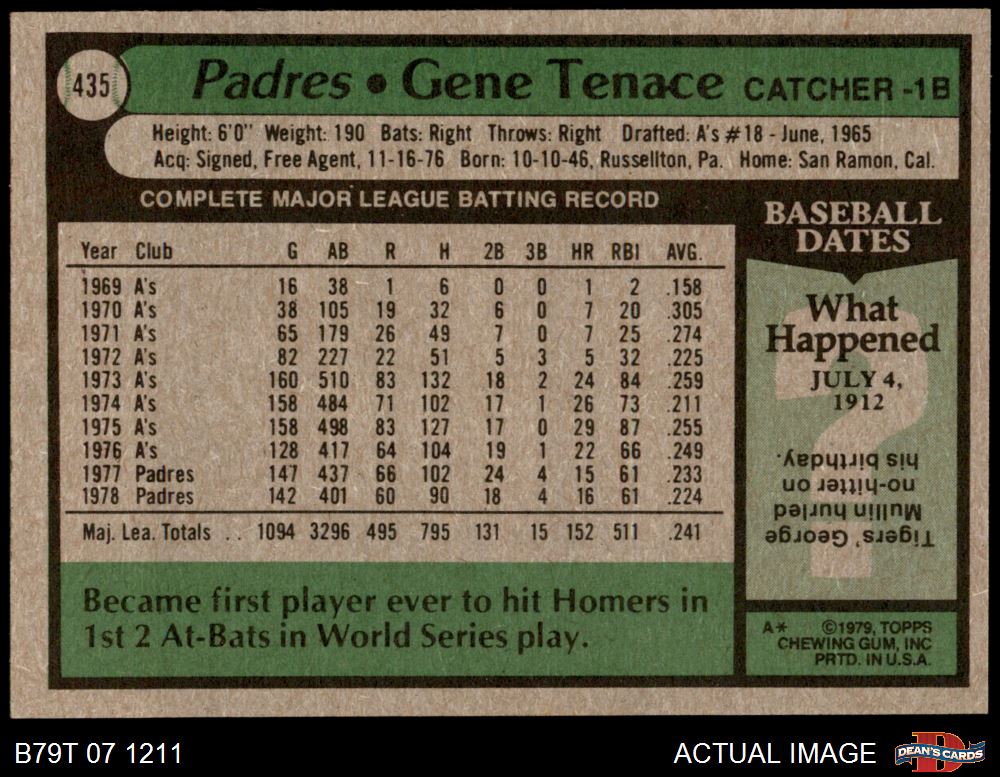 435
Padres • Gene Tenace CATCHER -1B
Height: 6'0" Weight: 190 Bats: Right Throws: Right Drafted: A's #18 - June, 1965
Acq: Signed, Free Agent, 11-16-76 Born: 10-10-46, Russellton, Pa. Home: San Ramon, Cal.
COMPLETE MAJOR LEAGUE BATTING RECORD
Year Club G AB R H 2B 3B HR RBI AVG.
1969 A's 16 38 1 6 0 0 1 2 .158
1970 A's 38 105 19 32 6 0 7 20 .305
1971 A's 65 179 26 49 7 0 7 25 .274
1972 A's 82 227 22 51 5 3 5 32 .225
1973 A's 160 510 83 132 18 2 24 84 .259
1974 A's 158 484 71 102 17 1 26 73 .211
1975 A's 158 498 83 127 17 0 29 87 .255
1976 A's 128 417 64 104 19 1 22 66 .249
1977 Padres 147 437 66 102 24 4 15 61 .233
1978 Padres 142 401 60 90 18 4 16 61 .224
Maj. Lea. Totals . . 1094 3296 495 795 131 15 152 511 .241
Became first player ever to hit Homers in
1st 2 At-Bats in World Series play.
BASEBALL
DATES
What
Happened
JULY 4,
1912
?
Tigers' George
Mullin hurled
no-hitter on
his birthday.
A* ©1979, TOPPS
CHEWING GUM, INC
PRTD. IN U.S.A.
B79T 07 1211
ACTUAL IMAGE
D
DEAN'S CARDS